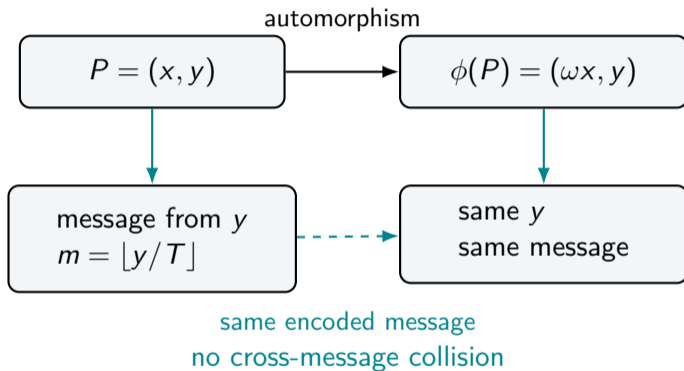 automorphism
P = (x, y)
ϕ(P) = (ωx, y)
message from y
m = ⌊y/T⌋
same y
same message
same encoded message
no cross-message collision